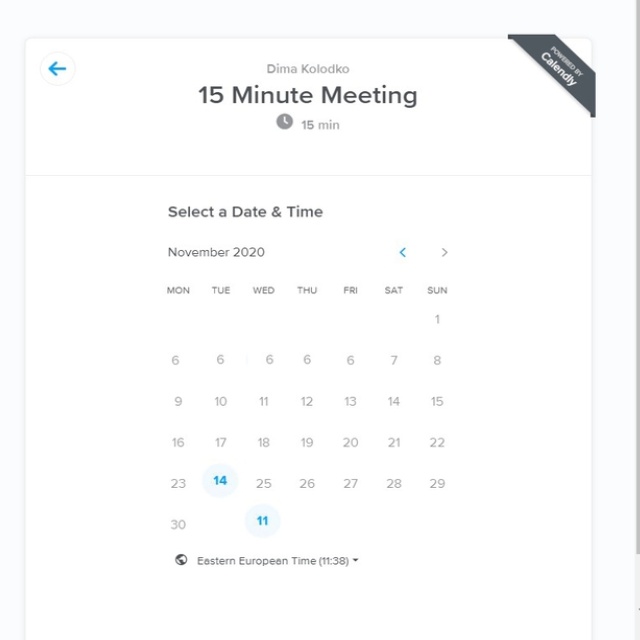 POWERED BY
Calendly
Dima Kolodko
15 Minute Meeting
15 min
Select a Date & Time
November 2020
MON TUE WED THU FRI SAT SUN
1
6 6 6 6 6 7 8
9 10 11 12 13 14 15
16 17 18 19 20 21 22
23 14 25 26 27 28 29
30 11
Eastern European Time (11:38)